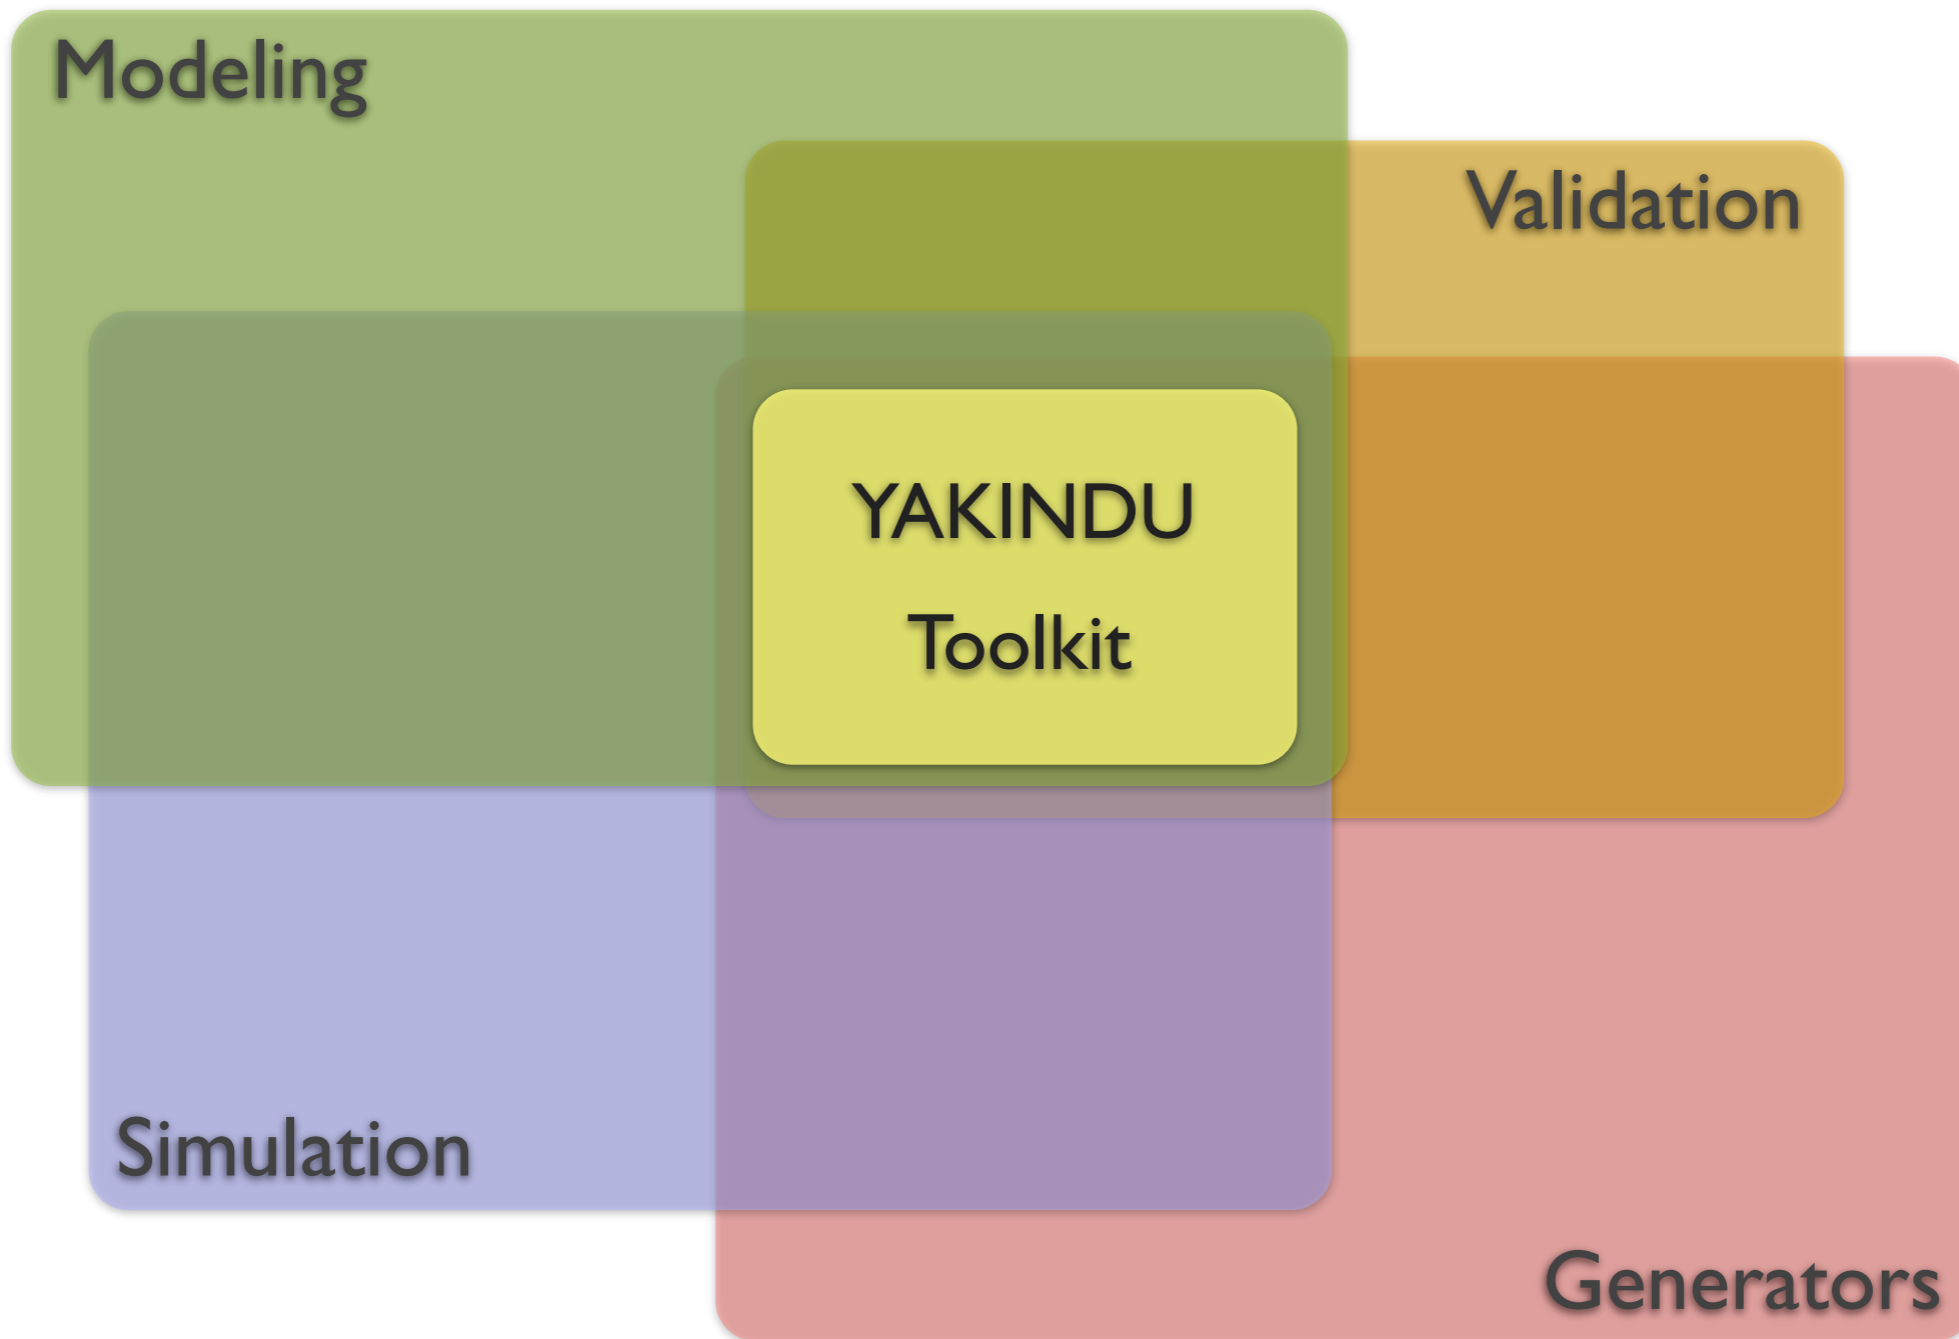 Modeling
Validation
YAKINDU
Toolkit
Simulation
Generators